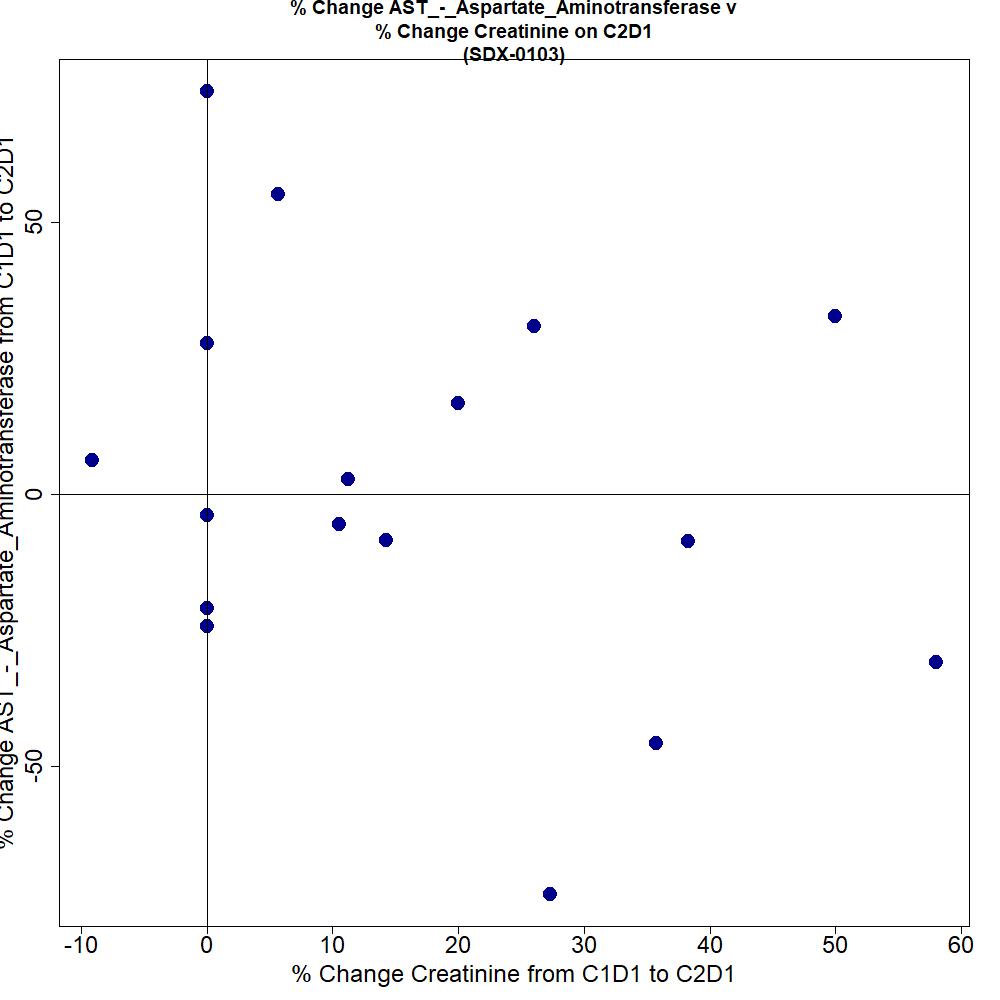 % Change AST_-_Aspartate_Aminotransferase v
% Change Creatinine on C2D1
(SDX-0103)
% Change AST_-_Aspartate_Aminotransferase from C1D1 to C2D1
50
0
-50
-10 0 10 20 30 40 50 60
% Change Creatinine from C1D1 to C2D1